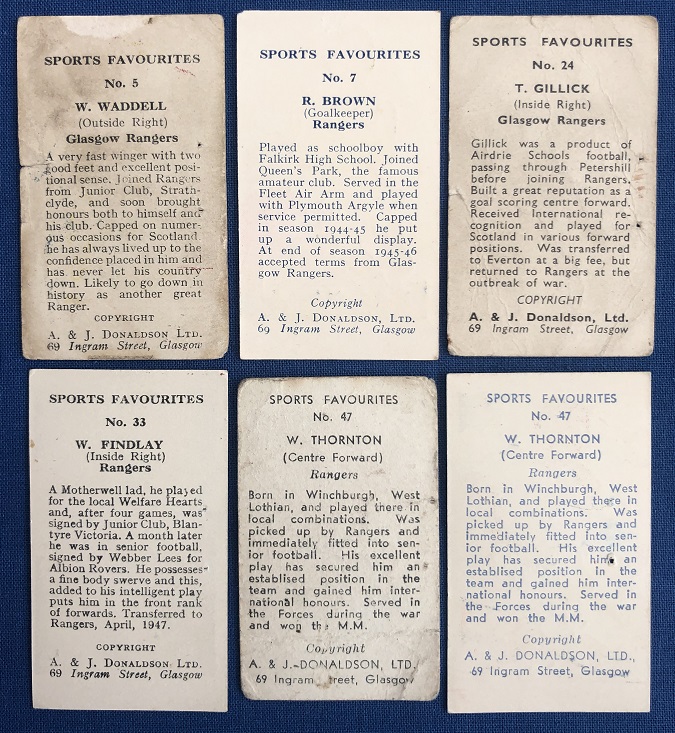 SPORTS FAVOURITES
No. 5
W. WADDELL
(Outside Right)
Glasgow Rangers
A very fast winger with two
good feet and excellent posi-
tional sense. Joined Rangers
from Junior Club, Strath-
clyde, and soon brought
honours both to himself and
his club. Capped on numer-
ous occasions for Scotland
he has always lived up to the
confidence placed in him and
has never let his country
down. Likely to go down in
history as another great
Ranger.
COPYRIGHT
A. & J. DONALDSON LTD.
69 Ingram Street, Glasgow
SPORTS FAVOURITES
No. 7
R. BROWN
(Goalkeeper)
Rangers
Played as schoolboy with
Falkirk High School. Joined
Queen's Park, the famous
amateur club. Served in the
Fleet Air Arm and played
with Plymouth Argyle when
service permitted. Capped
in season 1944-45 he put
up a wonderful display.
At end of season 1945-46
accepted terms from Glas-
gow Rangers.
Copyright
A. & J. DONALDSON, LTD.
69 Ingram Street, Glasgow
SPORTS FAVOURITES
No. 24
T. GILLICK
(Inside Right)
Glasgow Rangers
Gillick was a product of
Airdrie Schools football,
passing through Petershill
before joining Rangers.
Built a great reputation as a
goal scoring centre forward.
Received International re-
cognition and played for
Scotland in various forward
positions. Was transferred
to Everton at a big fee, but
returned to Rangers at the
outbreak of war.
COPYRIGHT
A. & J. Donaldson, Ltd.
69 Ingram Street, Glasgow
SPORTS FAVOURITES
No. 33
W. FINDLAY
(Inside Right)
Rangers
A Motherwell lad, he played
for the local Welfare Hearts
and, after four games, was
signed by Junior Club, Blan-
tyre Victoria. A month later
he was in senior football,
signed by Webber Lees for
Albion Rovers. He possesses
a fine body swerve and this,
added to his intelligent play
puts him in the front rank
of forwards. Transferred to
Rangers, April, 1947.
COPYRIGHT
A. & J. DONALDSON LTD.
69 Ingram Street, Glasgow
SPORTS FAVOURITES
No. 47
W. THORNTON
(Centre Forward)
Rangers
Born in Winchburgh, West
Lothian, and played there in
local combinations. Was
picked up by Rangers and
immediately fitted into sen-
ior football. His excellent
play has secured him an
establised position in the
team and gained him inter-
national honours. Served in
the Forces during the war
and won the M.M.
Copyright
A. & J. DONALDSON, LTD.
69 Ingram Street, Glasgow
SPORTS FAVOURITES
No. 47
W. THORNTON
(Centre Forward)
Rangers
Born in Winchburgh, West
Lothian, and played there in
local combinations. Was
picked up by Rangers and
immediately fitted into sen-
ior football. His excellent
play has secured him an
establised position in the
team and gained him inter-
national honours. Served in
the Forces during the war
and won the M.M.
Copyright
A. & J. DONALDSON, LTD.,
69 Ingram Street, Glasgow